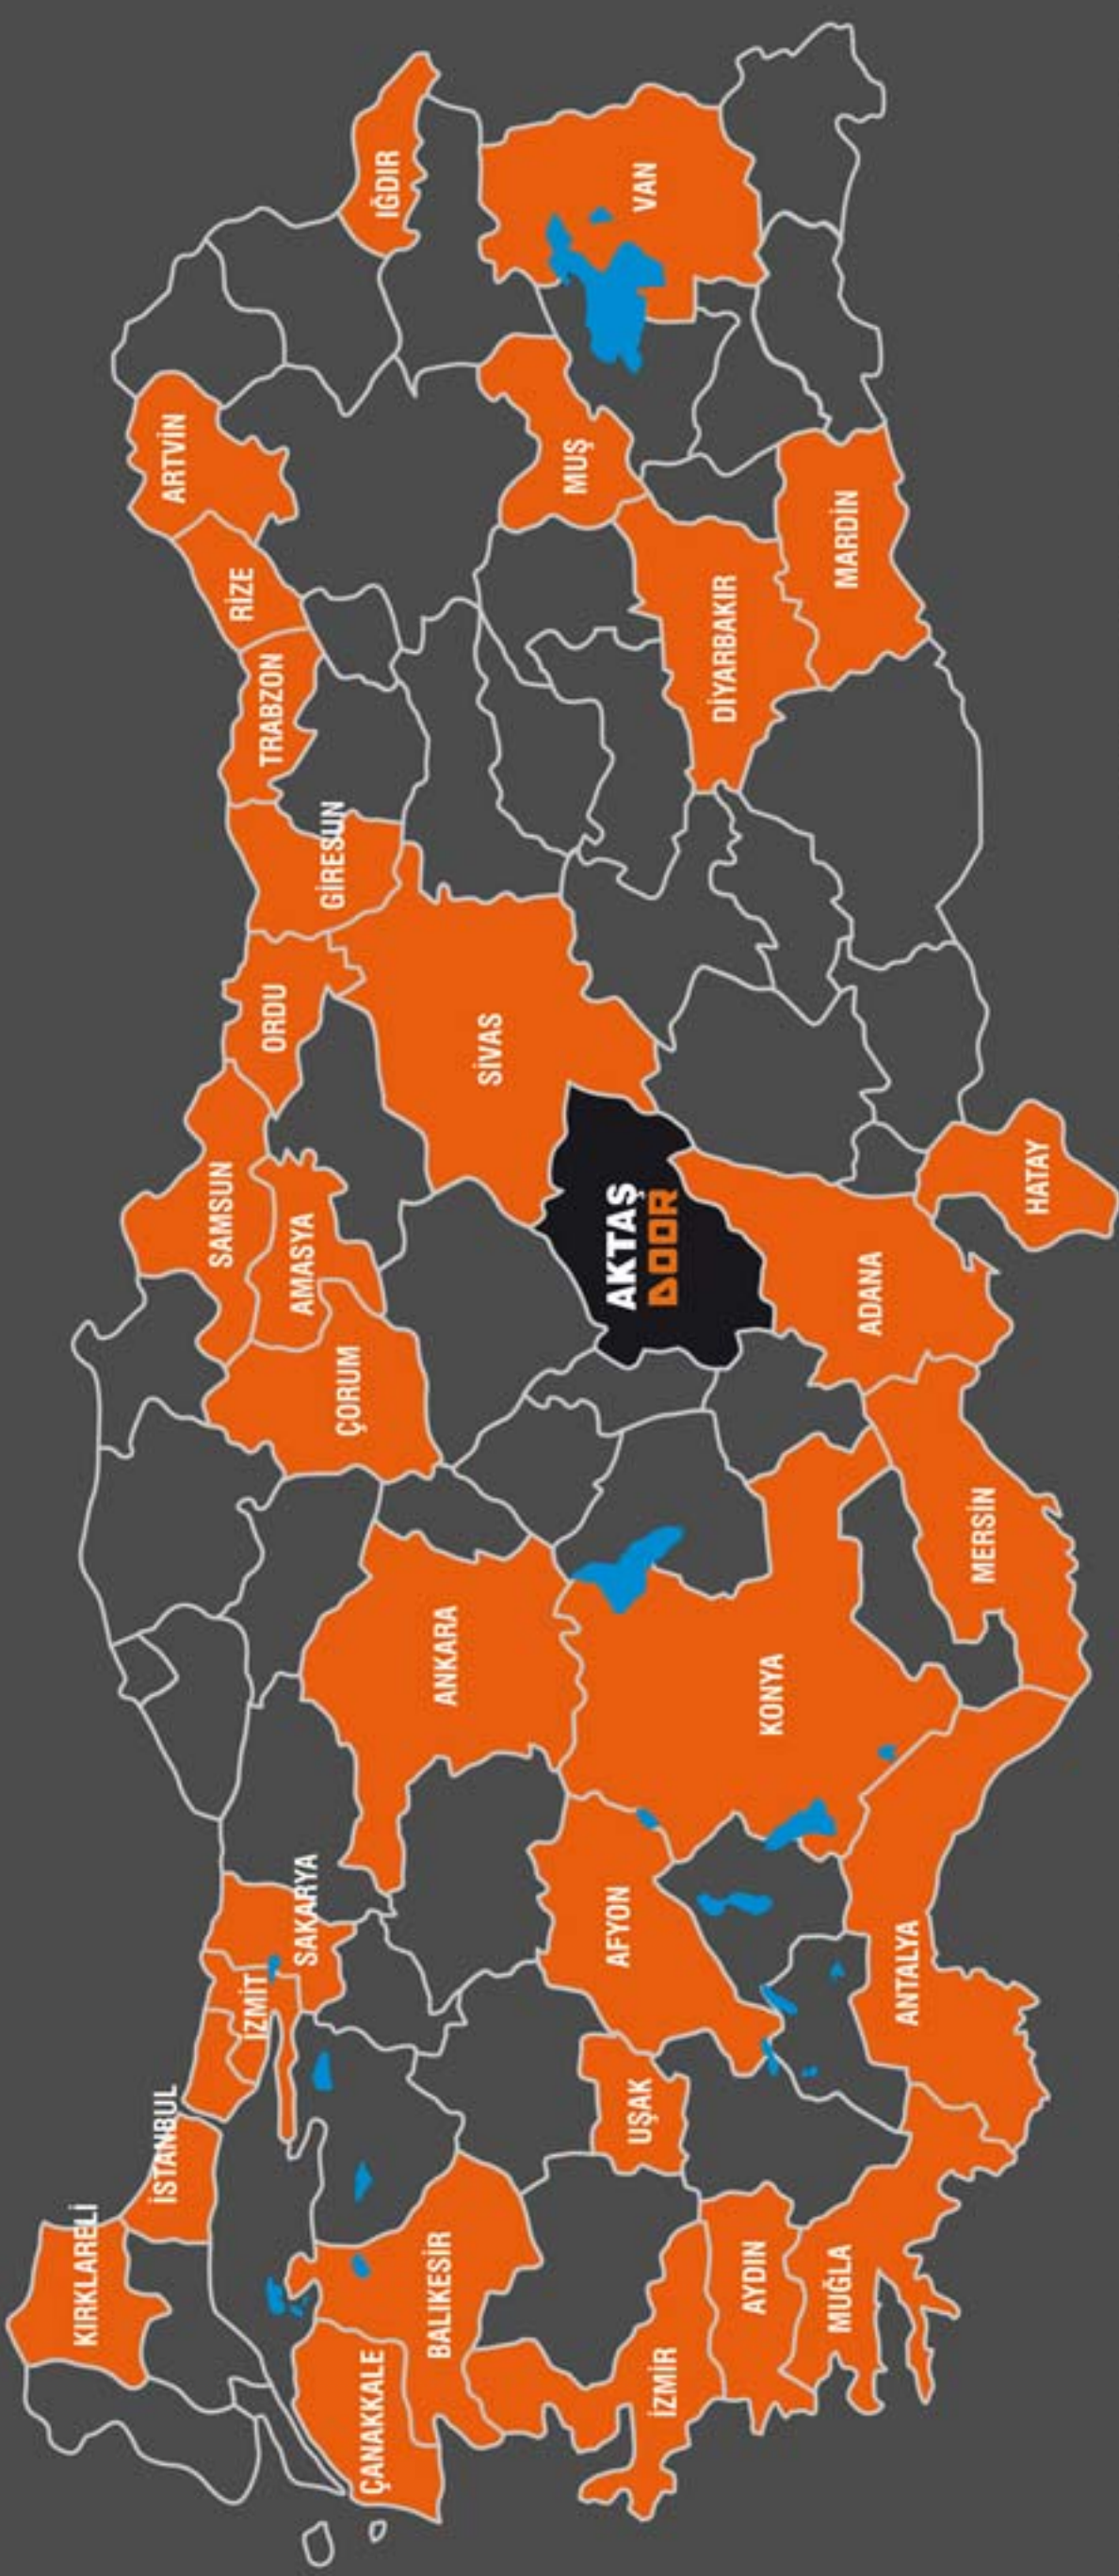 KIRKLARELİ
İSTANBUL
İZMİT
SAKARYA
ÇANAKKALE
BALIKESİR
İZMİR
AYDIN
MUĞLA
UŞAK
AFYON
ANTALYA
ANKARA
KONYA
MERSİN
ÇORUM
AMASYA
SAMSUN
ORDU
GİRESUN
TRABZON
RİZE
ARTVİN
SİVAS
AKTAŞ
DOOR
ADANA
HATAY
DİYARBAKIR
MARDİN
MUŞ
VAN
IĞDIR